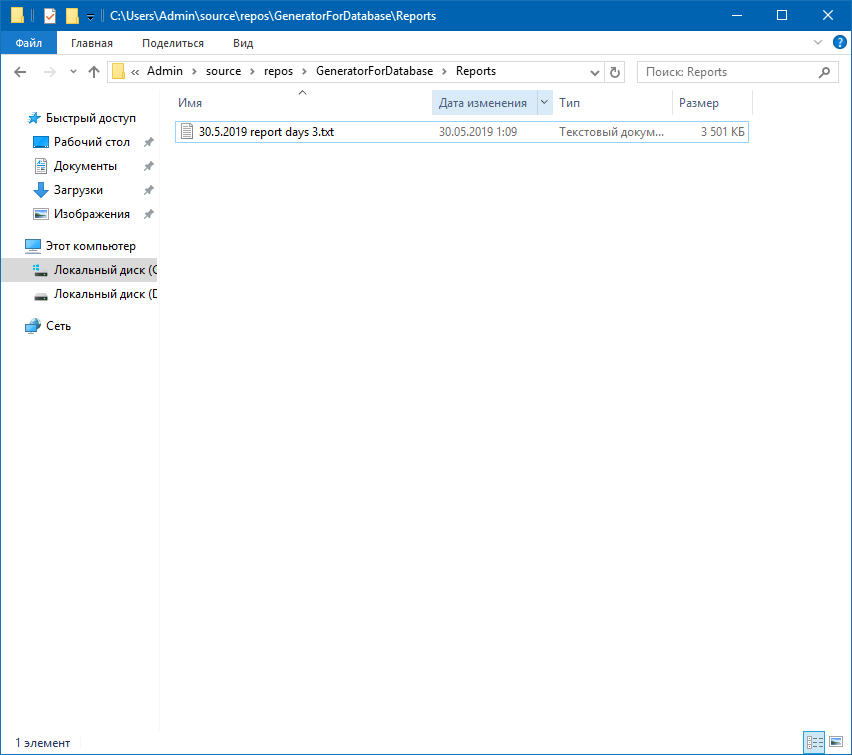 C:\Users\Admin\source\repos\GeneratorForDatabase\Reports
Файл Главная Поделиться Вид
« Admin > source > repos > GeneratorForDatabase > Reports Поиск: Reports
Имя Дата изменения Тип Размер
30.5.2019 report days 3.txt 30.05.2019 1:09 Текстовый докум... 3 501 КБ
Быстрый доступ
Рабочий стол
Документы
Загрузки
Изображения
Этот компьютер
Локальный диск (C
Локальный диск (D
Сеть
1 элемент